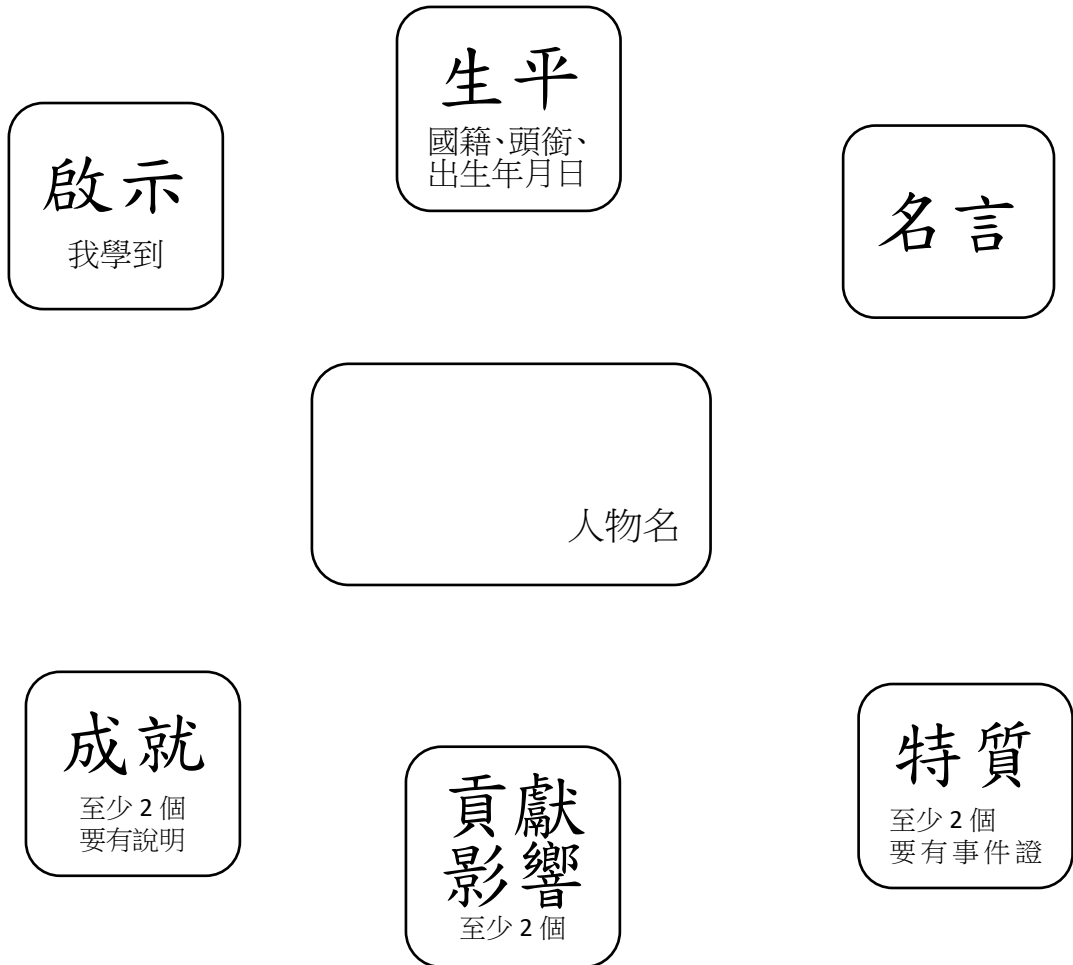 生平
國籍、頭銜、
出生年月日
啟示
我學到
名言
人物名
成就
至少 2 個
要有說明
貢獻
影響
至少 2 個
特質
至少 2 個
要有事件證